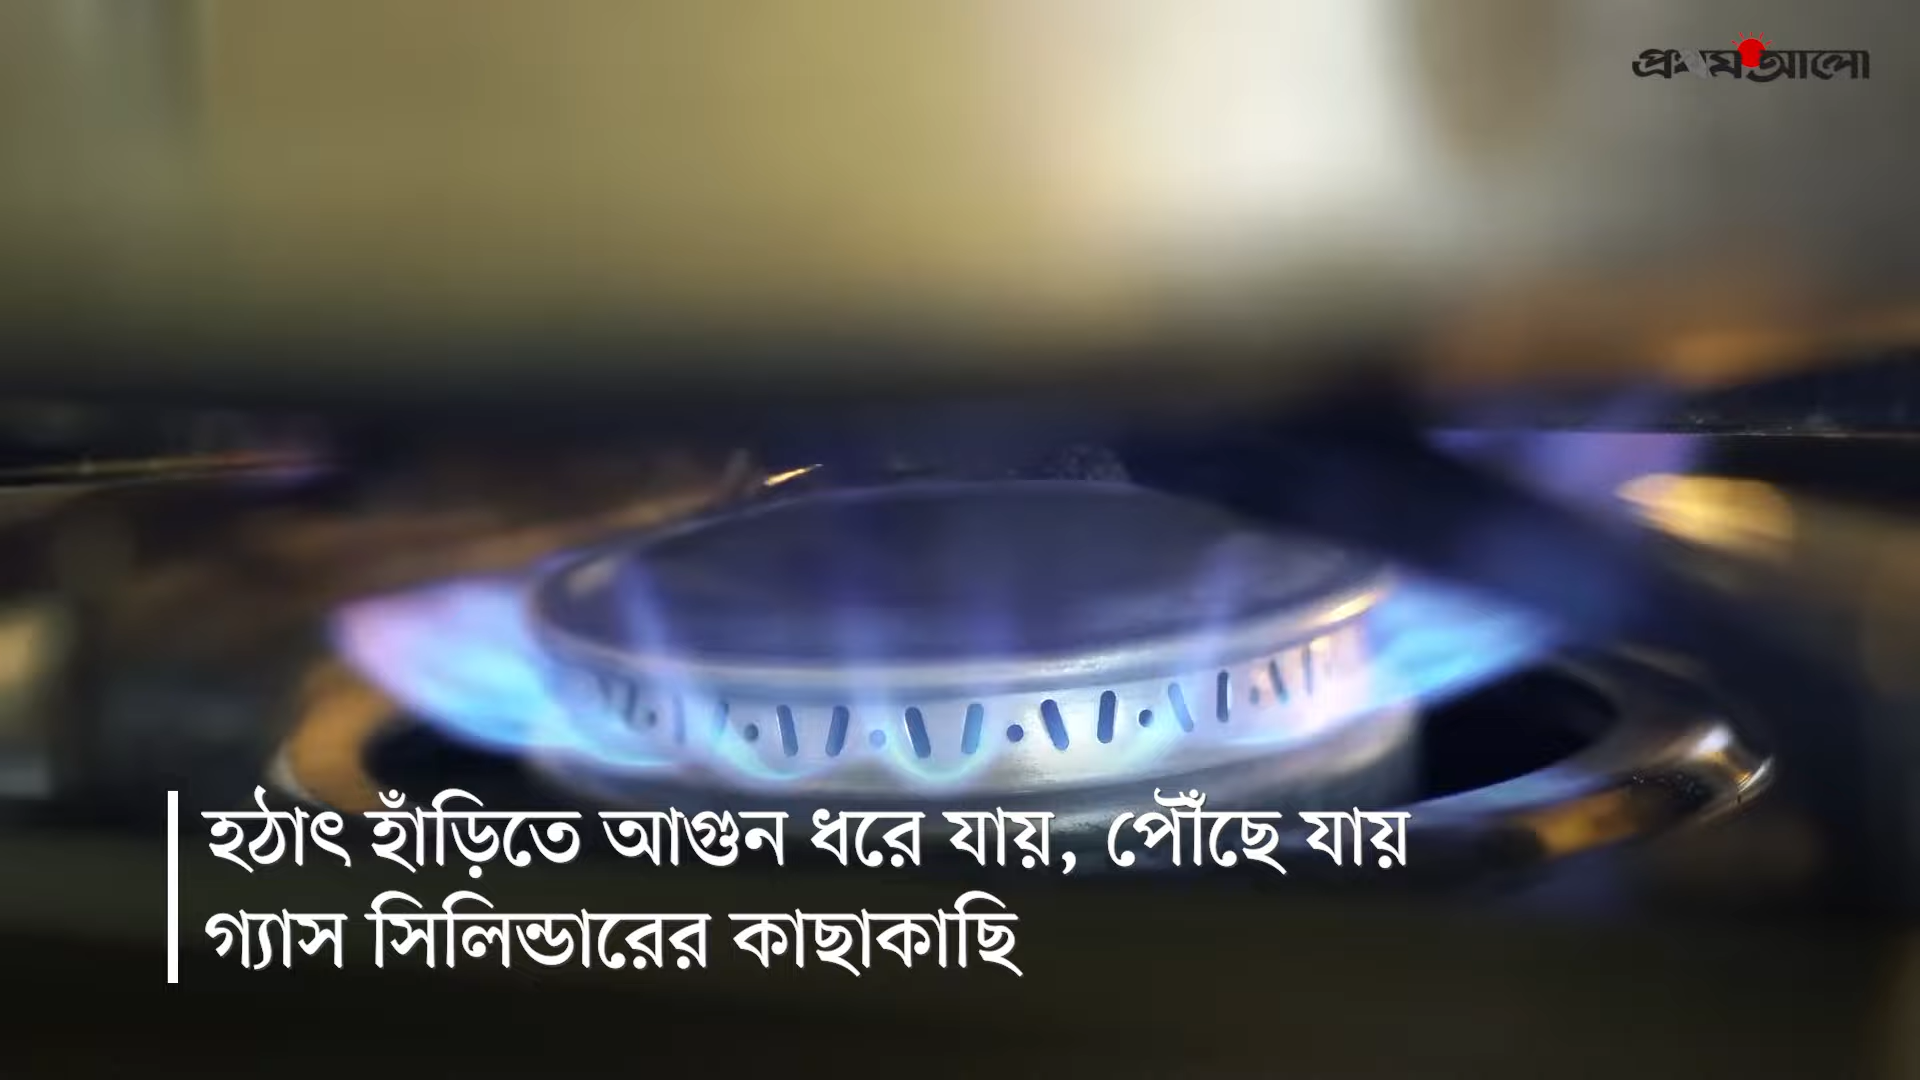 প্রথম আলো
হঠাৎ হাঁড়িতে আগুন ধরে যায়, পৌঁছে যায়
গ্যাস সিলিন্ডারের কাছাকাছি